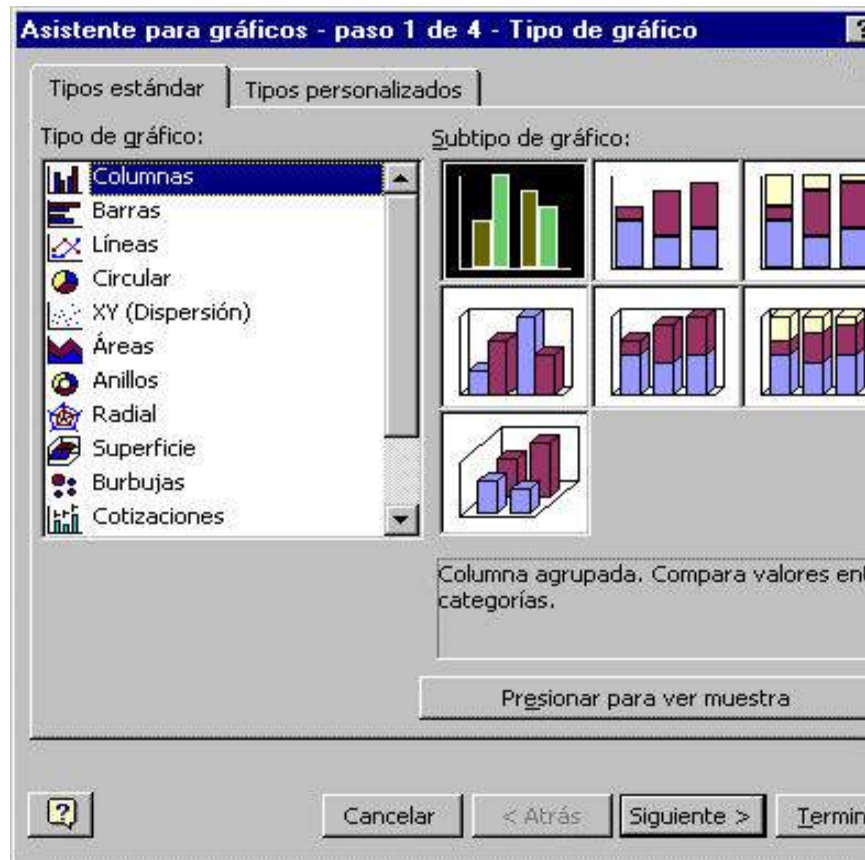 Asistente para gráficos - paso 1 de 4 - Tipo de gráfico
Tipos estándar
Tipos personalizados
Tipo de gráfico:
Subtipo de gráfico:
Columnas
Barras
Líneas
Circular
XY (Dispersión)
Áreas
Anillos
Radial
Superficie
Burbujas
Cotizaciones
Columna agrupada. Compara valores
categorías.
Presionar para ver muestra
Cancelar
< Atrás
Siguiente >